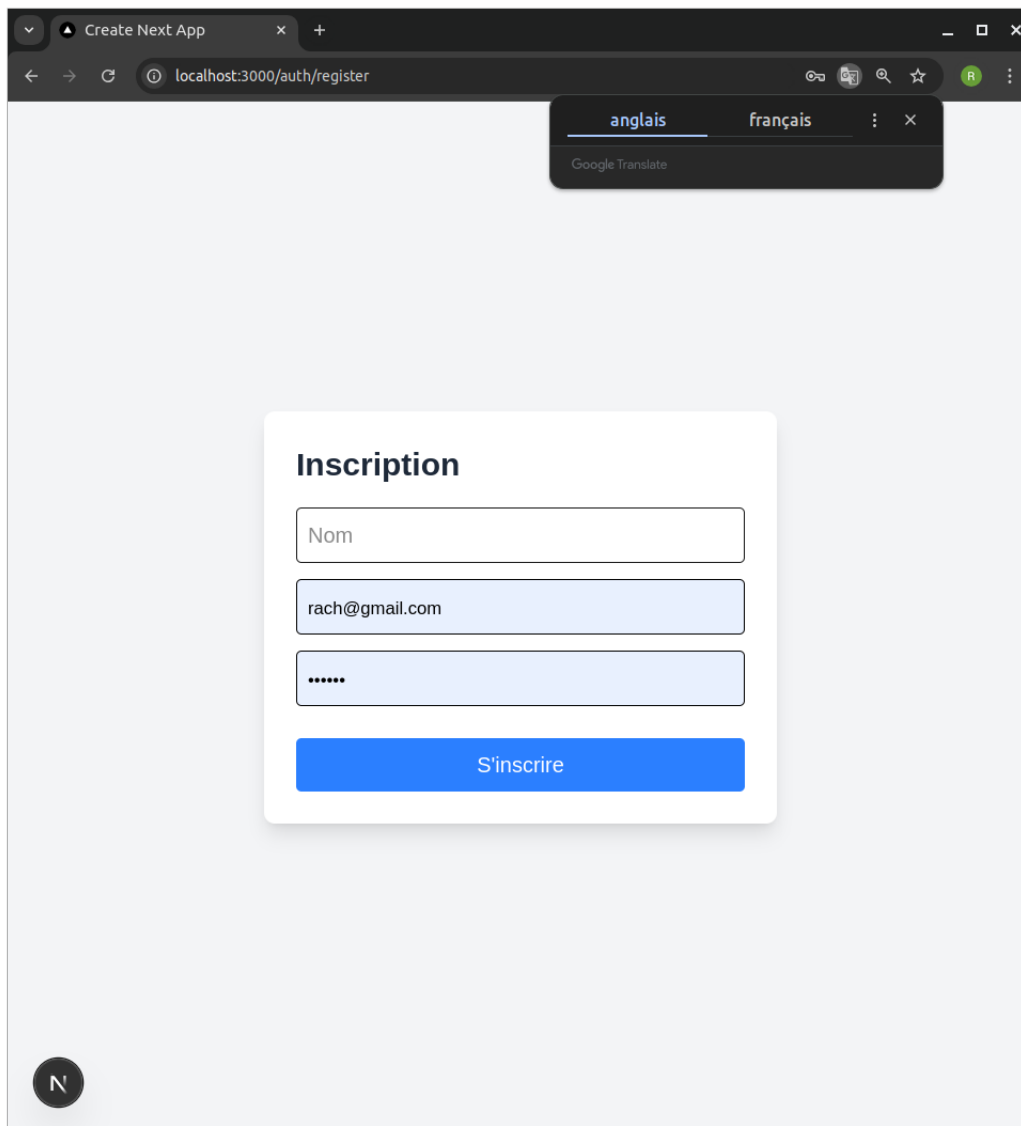 Create Next App
localhost:3000/auth/register
R
anglais français
Google Translate
Inscription
Nom
rach@gmail.com
••••••
S'inscrire
N